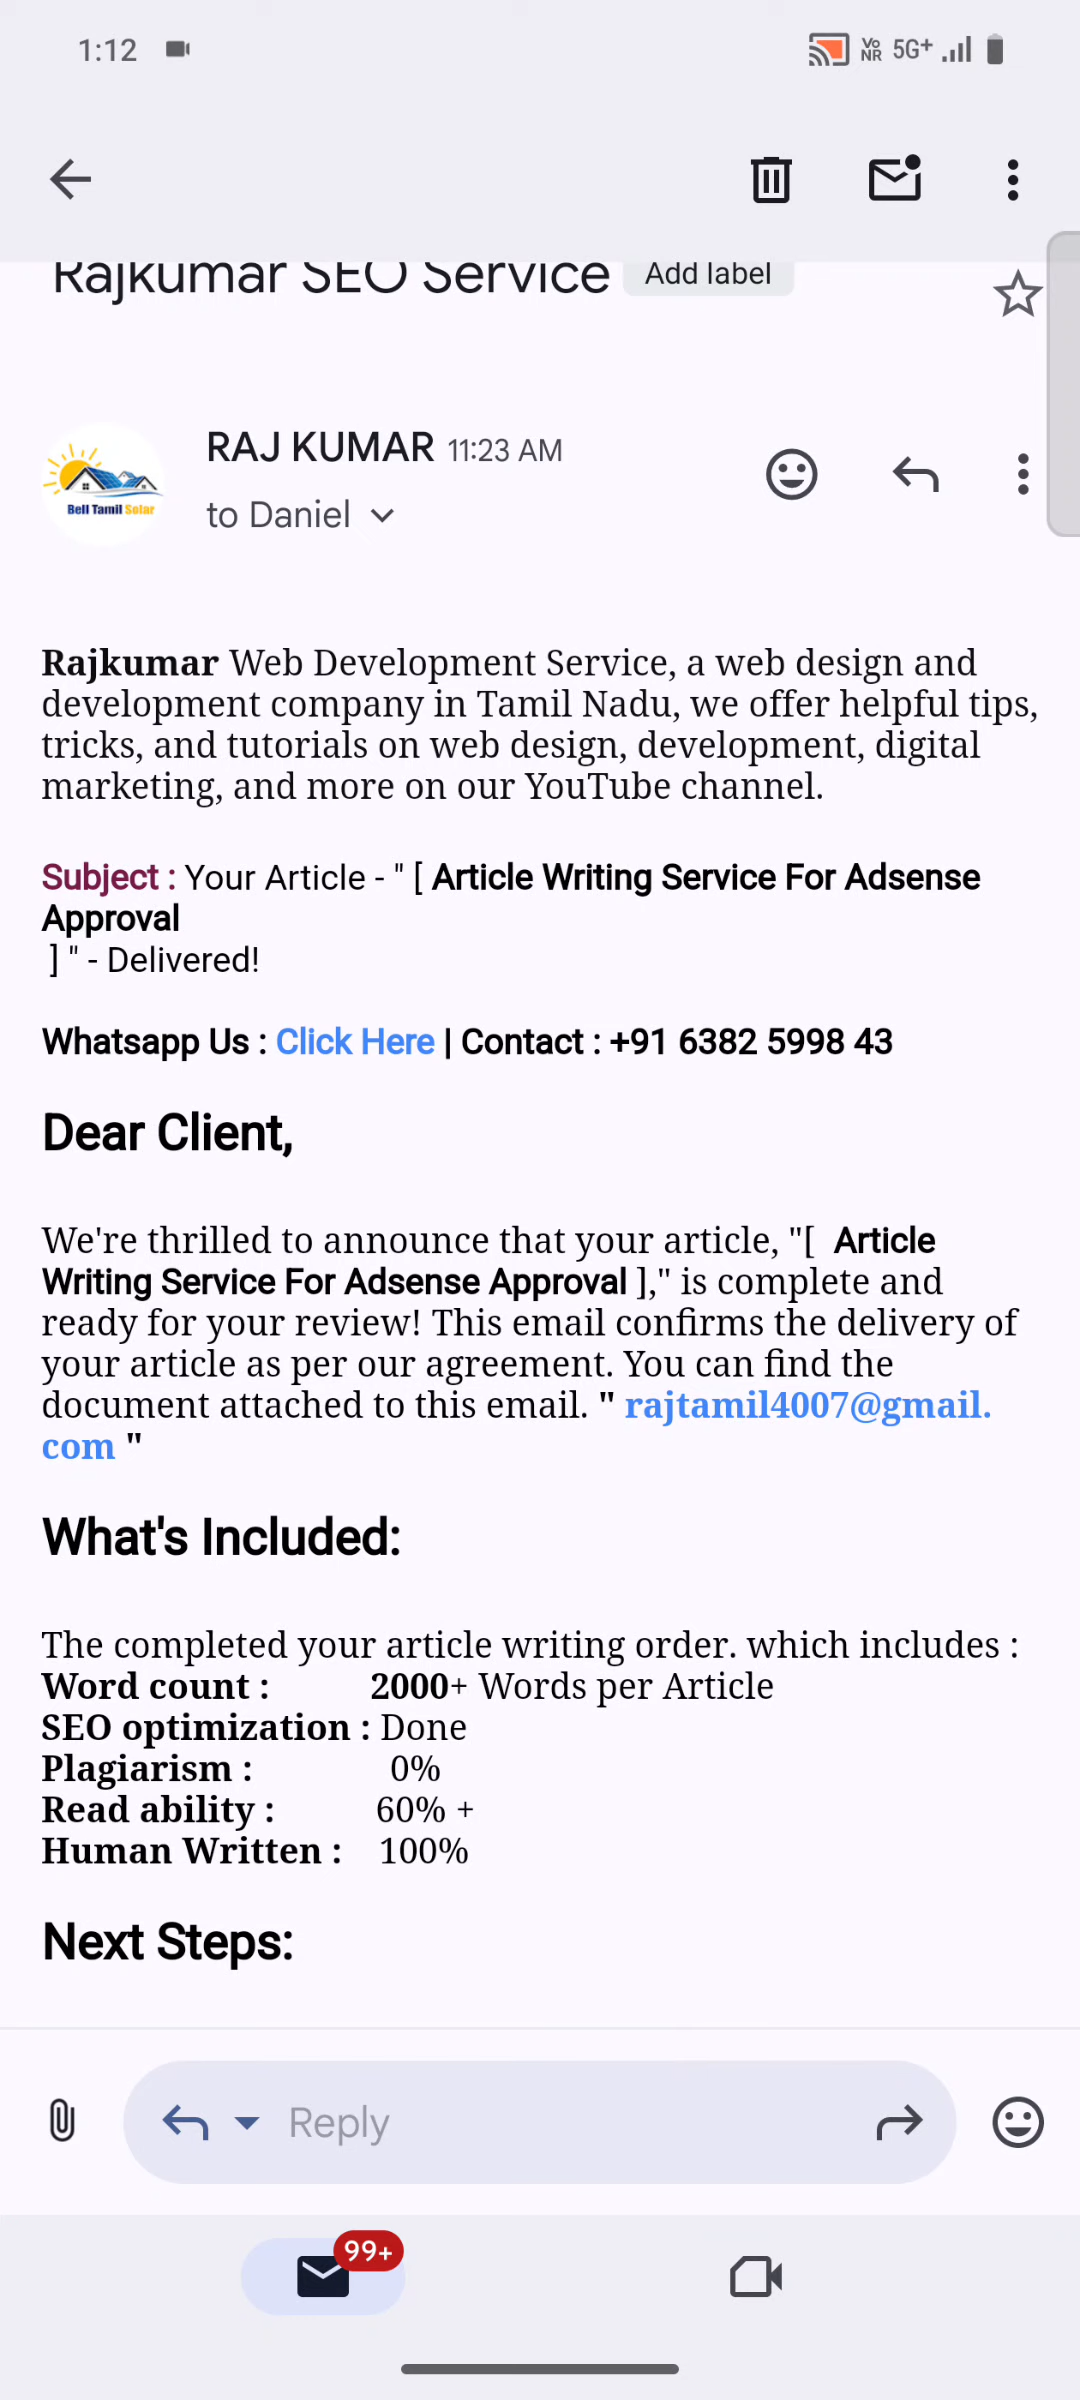 1:12
Vo NR 5G+
Rajkumar SEO Service Add label
RAJ KUMAR 11:23 AM
Bell Tamil Solar
to Daniel
Rajkumar Web Development Service, a web design and
development company in Tamil Nadu, we offer helpful tips,
tricks, and tutorials on web design, development, digital
marketing, and more on our YouTube channel.
Subject : Your Article - " [ Article Writing Service For Adsense
Approval
] " - Delivered!
Whatsapp Us : Click Here | Contact : +91 6382 5998 43
Dear Client,
We're thrilled to announce that your article, "[  Article
Writing Service For Adsense Approval ]," is complete and
ready for your review! This email confirms the delivery of
your article as per our agreement. You can find the
document attached to this email. " rajtamil4007@gmail.
com "
What's Included:
The completed your article writing order. which includes :
Word count : 2000+ Words per Article
SEO optimization : Done
Plagiarism : 0%
Read ability : 60% +
Human Written : 100%
Next Steps:
Reply
99+